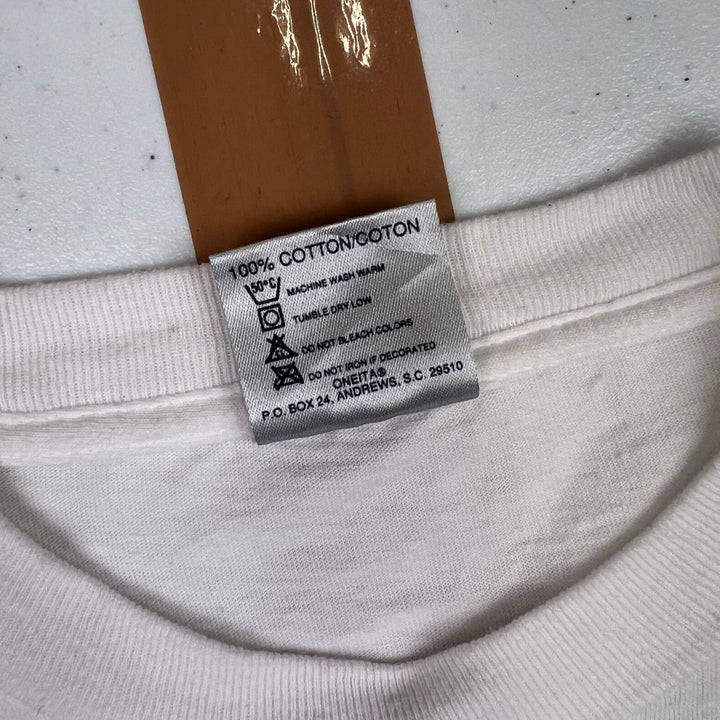 100% COTTON/COTON
50°C MACHINE WASH WARM
TUMBLE DRY LOW
DO NOT BLEACH COLORS
DO NOT IRON IF DECORATED
ONEITA®
P.O. BOX 24, ANDREWS, S.C. 29510